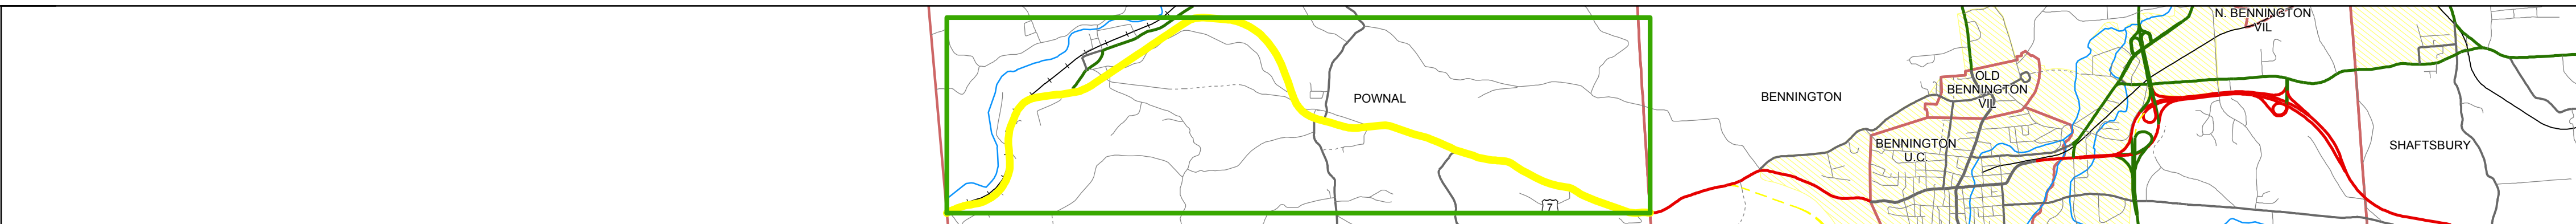 N. BENNINGTON
VIL
OLD
BENNINGTON
VIL
BENNINGTON
POWNAL
BENNINGTON
U.C.
SHAFTSBURY
7